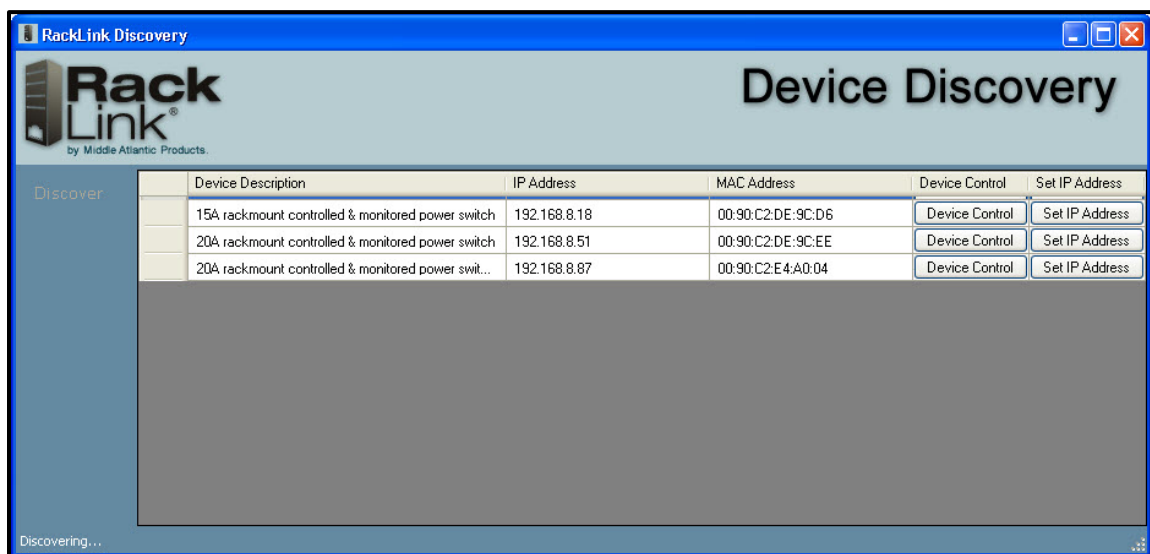 RackLink Discovery
Rack
Link®
by Middle Atlantic Products.
Device Discovery
Discover
Device Description IP Address MAC Address Device Control Set IP Address
15A rackmount controlled & monitored power switch 192.168.8.18 00:90:C2:DE:9C:D6 Device Control Set IP Address
20A rackmount controlled & monitored power switch 192.168.8.51 00:90:C2:DE:9C:EE Device Control Set IP Address
20A rackmount controlled & monitored power swit... 192.168.8.87 00:90:C2:E4:A0:04 Device Control Set IP Address
Discovering...